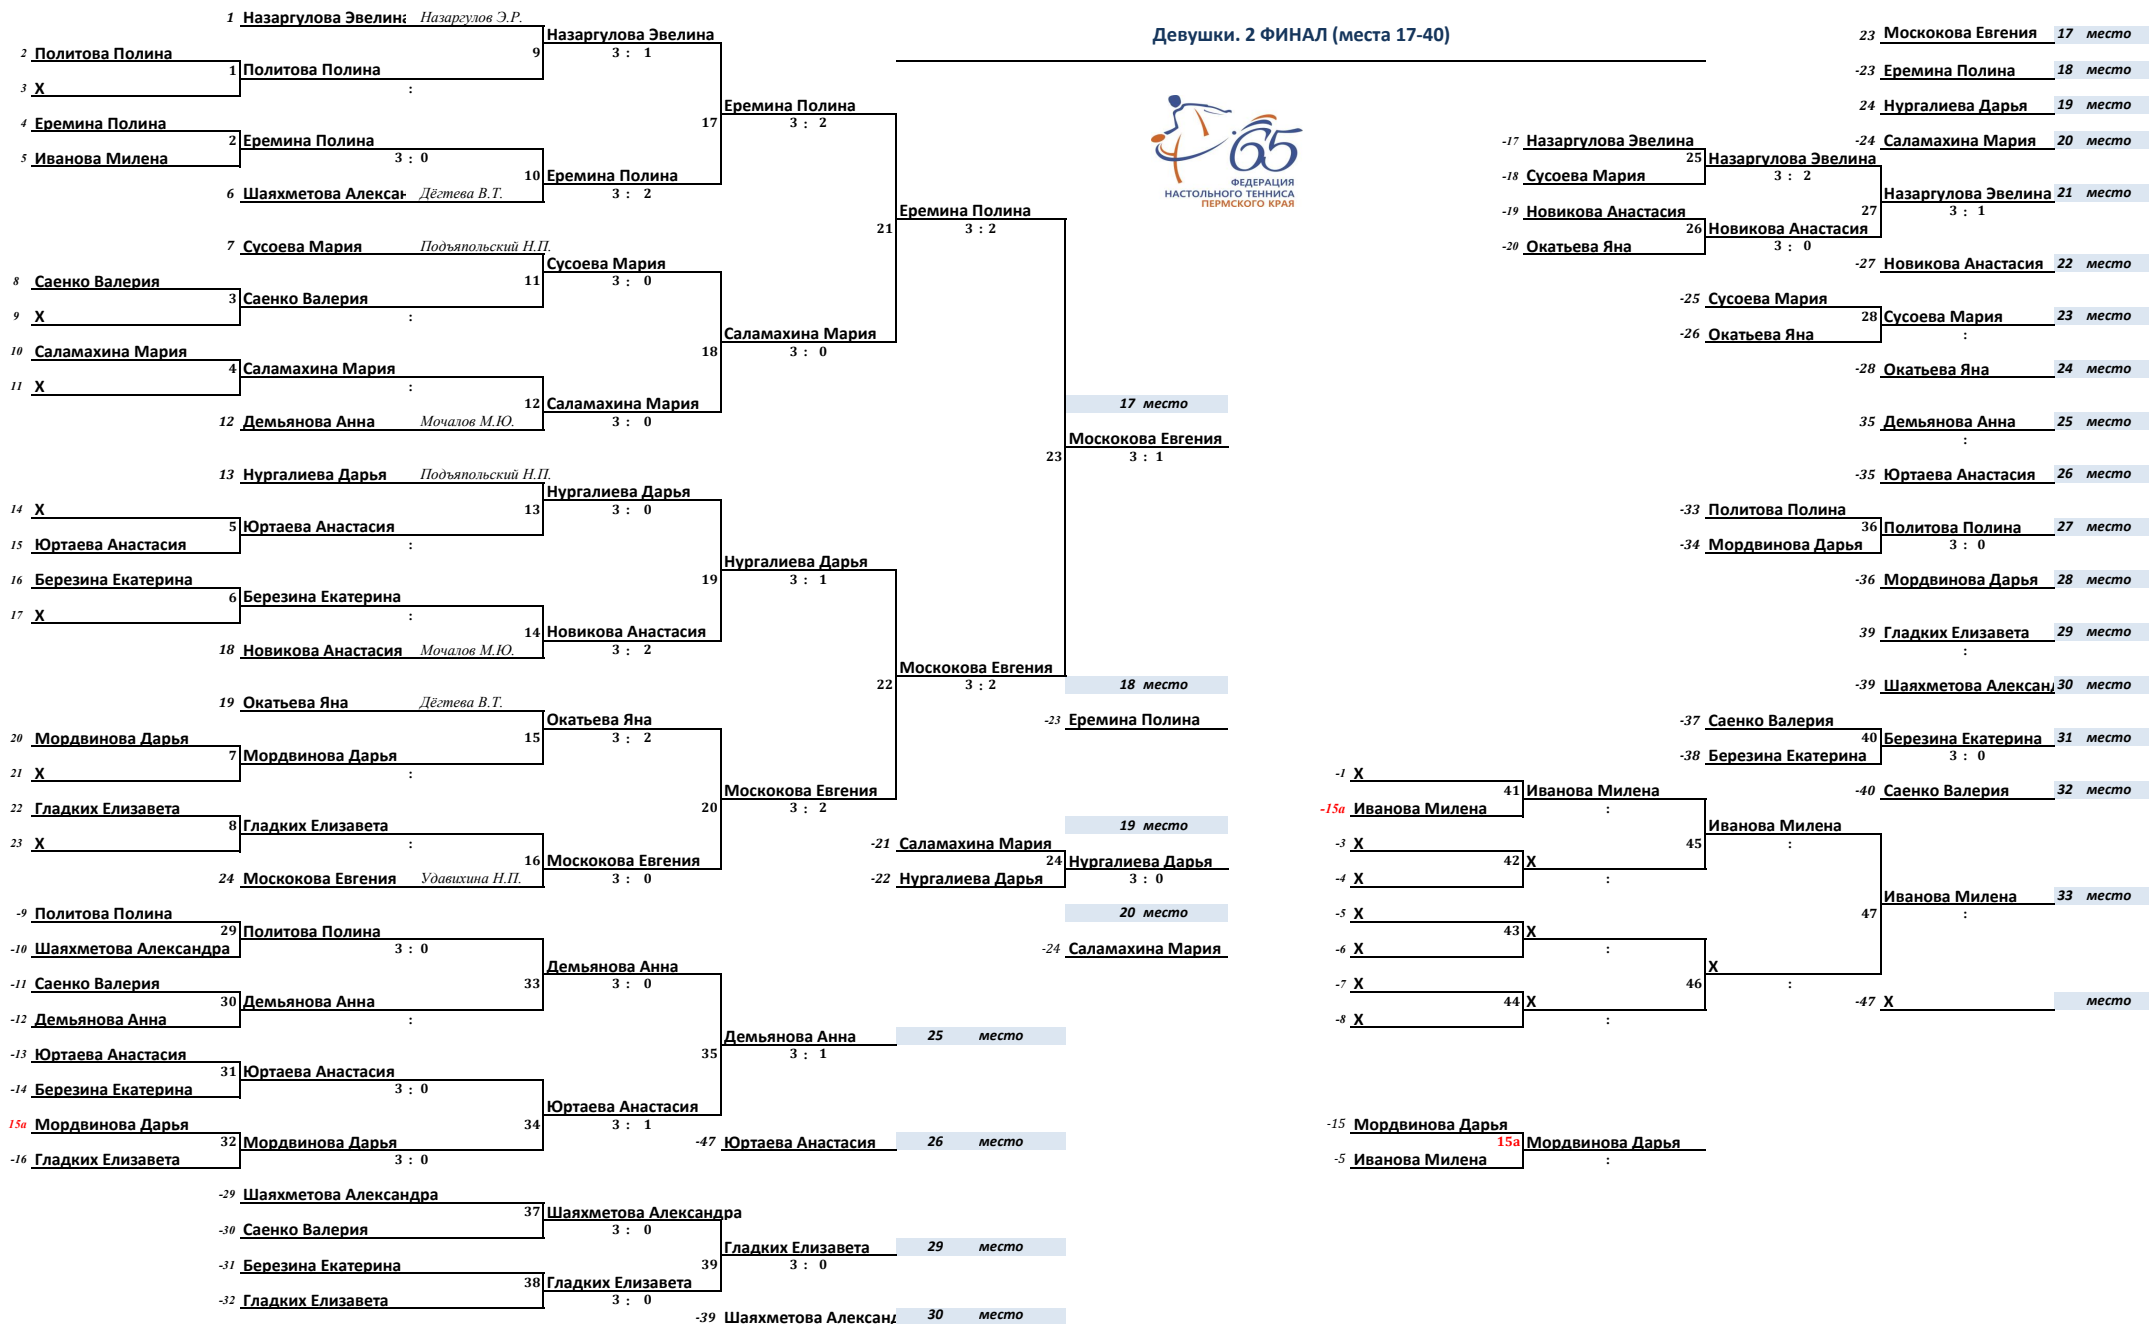 Девушки. 2 ФИНАЛ (места 17-40)
65
ФЕДЕРАЦИЯ
НАСТОЛЬНОГО ТЕННИСА
ПЕРМСКОГО КРАЯ
1 Назаргулова Эвелина Назаргулов Э.Р.
Назаргулова Эвелина
2 Политова Полина
9 3 : 1
1 Политова Полина
3 X :
Еремина Полина
4 Еремина Полина
17 3 : 2
2 Еремина Полина
5 Иванова Милена 3 : 0
10 Еремина Полина
6 Шаяхметова Алексан Дёгтева В.Т. 3 : 2
Еремина Полина
21 3 : 2
7 Сусоева Мария Подъяпольский Н.П.
Сусоева Мария
8 Саенко Валерия 11 3 : 0
3 Саенко Валерия
9 X :
Саламахина Мария
10 Саламахина Мария 18 3 : 0
4 Саламахина Мария
11 X :
12 Саламахина Мария
12 Демьянова Анна Мочалов М.Ю. 3 : 0
17 место
Москокова Евгения
23 3 : 1
13 Нургалиева Дарья Подъяпольский Н.П.
Нургалиева Дарья
14 X 13 3 : 0
5 Юртаева Анастасия
15 Юртаева Анастасия :
Нургалиева Дарья
16 Березина Екатерина 19 3 : 1
6 Березина Екатерина
17 X :
14 Новикова Анастасия
18 Новикова Анастасия Мочалов М.Ю. 3 : 2
Москокова Евгения
22 3 : 2
18 место
19 Окатьева Яна Дёгтева В.Т.
Окатьева Яна
-23 Еремина Полина
20 Мордвинова Дарья 15 3 : 2
7 Мордвинова Дарья
21 X :
Москокова Евгения
22 Гладких Елизавета 20 3 : 2
8 Гладких Елизавета
23 X :
16 Москокова Евгения
24 Москокова Евгения Удавихина Н.П. 3 : 0
19 место
-21 Саламахина Мария
24 Нургалиева Дарья
-22 Нургалиева Дарья 3 : 0
20 место
-24 Саламахина Мария
-9 Политова Полина
29 Политова Полина
-10 Шаяхметова Александра 3 : 0
Демьянова Анна
-11 Саенко Валерия 33 3 : 0
30 Демьянова Анна
-12 Демьянова Анна :
Демьянова Анна 25 место
35 3 : 1
-13 Юртаева Анастасия
31 Юртаева Анастасия
-14 Березина Екатерина 3 : 0
Юртаева Анастасия
15а Мордвинова Дарья 34 3 : 1
32 Мордвинова Дарья
-47 Юртаева Анастасия 26 место
-16 Гладких Елизавета 3 : 0
-29 Шаяхметова Александра
37 Шаяхметова Александра
-30 Саенко Валерия 3 : 0
Гладких Елизавета 29 место
-31 Березина Екатерина 39 3 : 0
38 Гладких Елизавета
-32 Гладких Елизавета 3 : 0
-39 Шаяхметова Александ 30 место
23 Москокова Евгения 17 место
-23 Еремина Полина 18 место
24 Нургалиева Дарья 19 место
-24 Саламахина Мария 20 место
-17 Назаргулова Эвелина
25 Назаргулова Эвелина
-18 Сусоева Мария 3 : 2
Назаргулова Эвелина 21 место
-19 Новикова Анастасия 27 3 : 1
26 Новикова Анастасия
-20 Окатьева Яна 3 : 0
-27 Новикова Анастасия 22 место
-25 Сусоева Мария
28 Сусоева Мария 23 место
-26 Окатьева Яна :
-28 Окатьева Яна 24 место
35 Демьянова Анна 25 место
:
-35 Юртаева Анастасия 26 место
-33 Политова Полина
36 Политова Полина 27 место
-34 Мордвинова Дарья 3 : 0
-36 Мордвинова Дарья 28 место
39 Гладких Елизавета 29 место
:
-39 Шаяхметова Александ 30 место
-37 Саенко Валерия
40 Березина Екатерина 31 место
-38 Березина Екатерина 3 : 0
-40 Саенко Валерия 32 место
-1 X
41 Иванова Милена
-15а Иванова Милена :
Иванова Милена
-3 X 45 :
42 X
-4 X :
Иванова Милена 33 место
-5 X 47 :
43 X
-6 X :
X
-7 X 46 :
44 X
-8 X :
-47 X место
-15 Мордвинова Дарья
15а Мордвинова Дарья
-5 Иванова Милена :